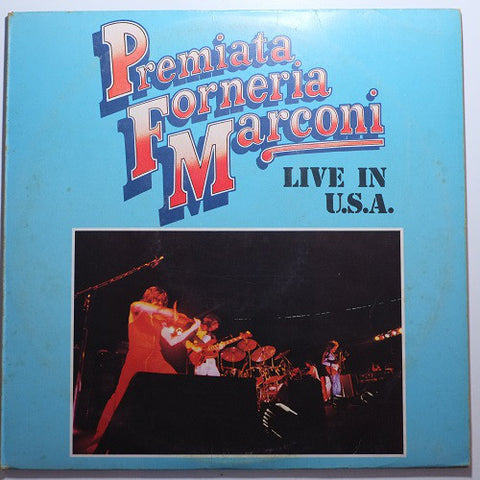 Premiata
Forneria
Marconi
LIVE IN
U.S.A.